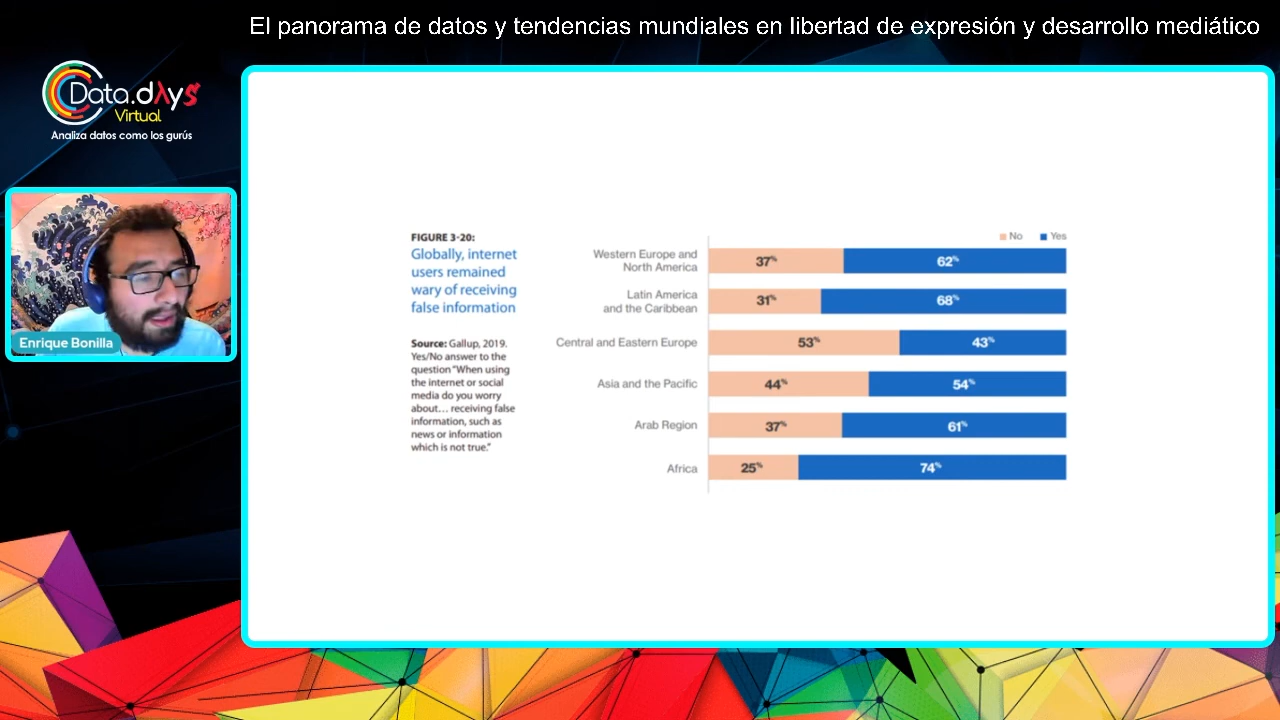 El panorama de datos y tendencias mundiales en libertad de expresión y desarrollo mediático
Data.dAys
Virtual
Analiza datos como los gurús
Enrique Bonilla
FIGURE 3-20:
Globally, internet
users remained
wary of receiving
false information
Source: Gallup, 2019.
Yes/No answer to the
question "When using
the internet or social
media do you worry
about... receiving false
information, such as
news or information
which is not true."
No Yes
Western Europe and
North America
37% 62%
Latin America
and the Caribbean
31% 68%
Central and Eastern Europe 53% 43%
Asia and the Pacific 44% 54%
Arab Region 37% 61%
Africa 25% 74%